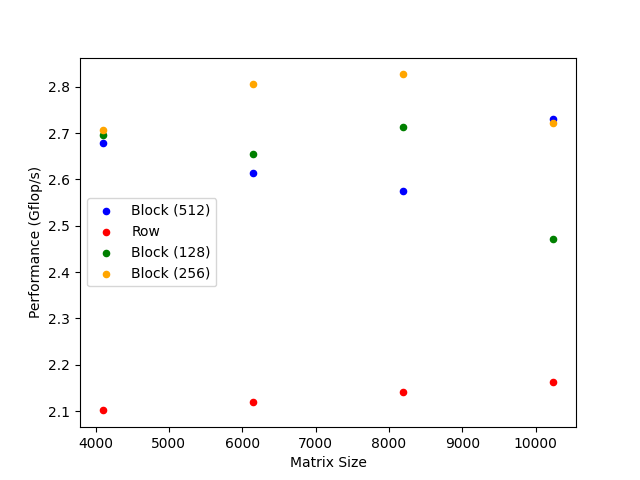 2.8
2.7
2.6
2.5
2.4
2.3
2.2
2.1
Performance (Gflop/s)
Block (512)
Row
Block (128)
Block (256)
4000 5000 6000 7000 8000 9000 10000
Matrix Size